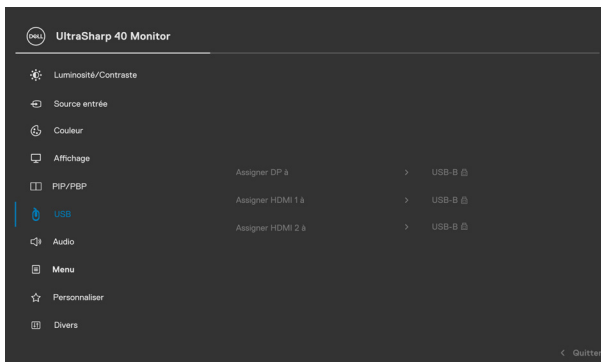 DELL UltraSharp 40 Monitor
Luminosité/Contraste
Source entrée
Couleur
Affichage
PIP/PBP
USB
Audio
Menu
Personnaliser
Divers
Assigner DP à > USB-B
Assigner HDMI 1 à > USB-B
Assigner HDMI 2 à > USB-B
< Quitter